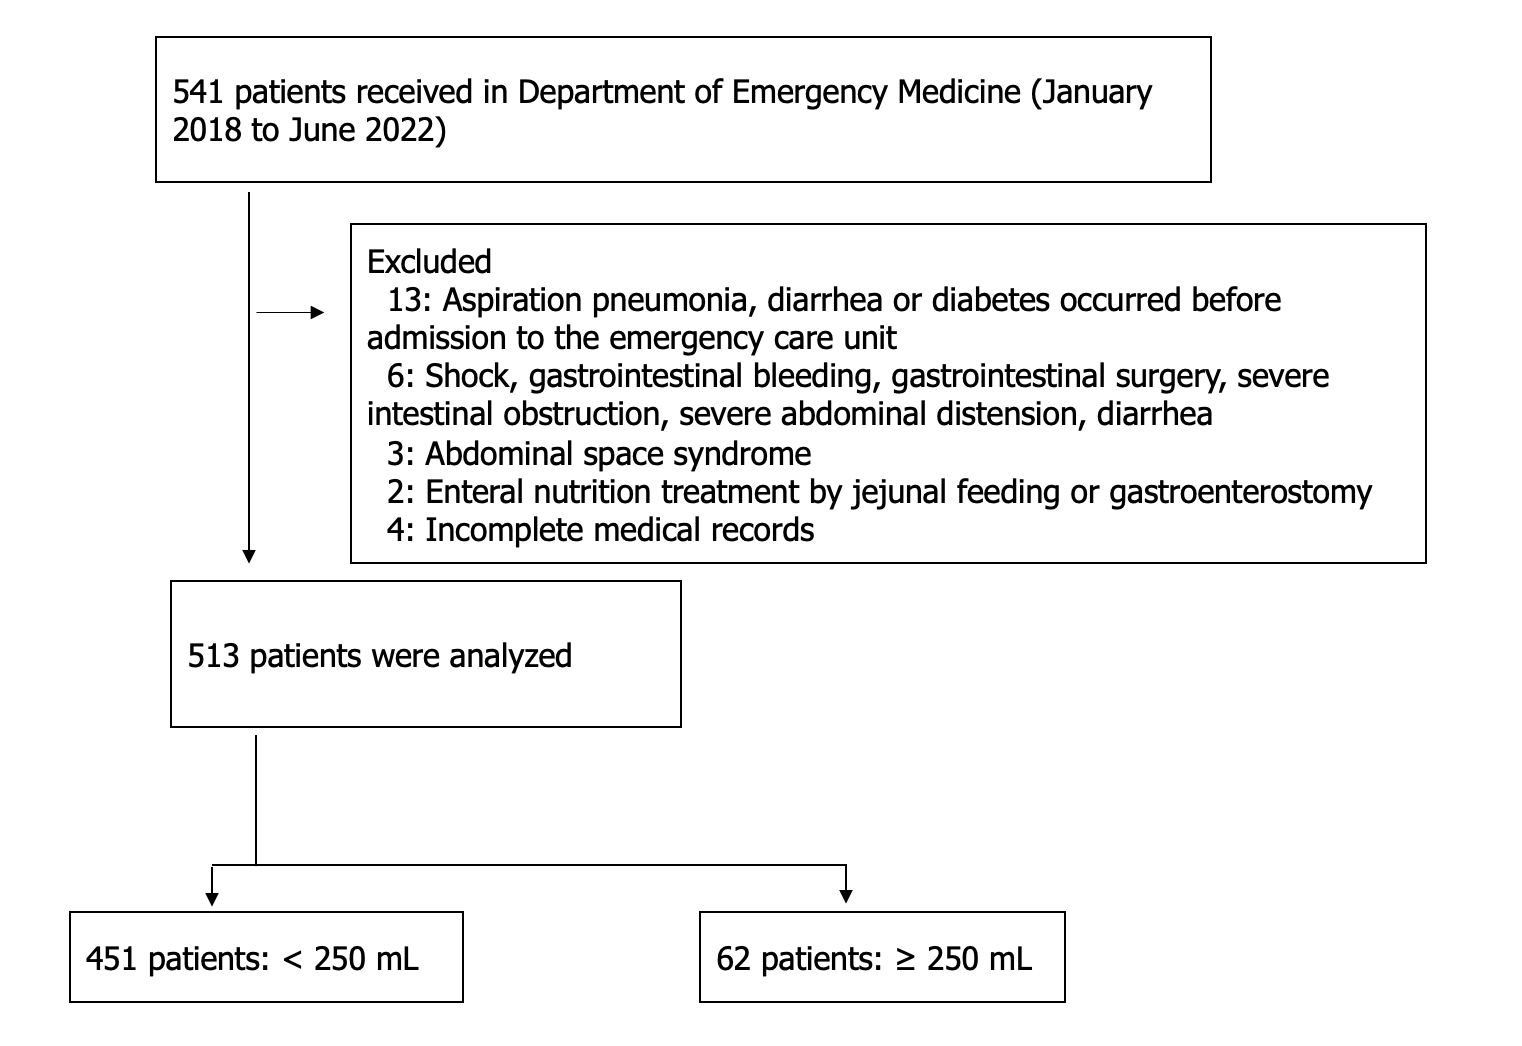 541 patients received in Department of Emergency Medicine (January
2018 to June 2022)
Excluded
13: Aspiration pneumonia, diarrhea or diabetes occurred before
admission to the emergency care unit
6: Shock, gastrointestinal bleeding, gastrointestinal surgery, severe
intestinal obstruction, severe abdominal distension, diarrhea
3: Abdominal space syndrome
2: Enteral nutrition treatment by jejunal feeding or gastroenterostomy
4: Incomplete medical records
513 patients were analyzed
451 patients: < 250 mL
62 patients: ≥ 250 mL